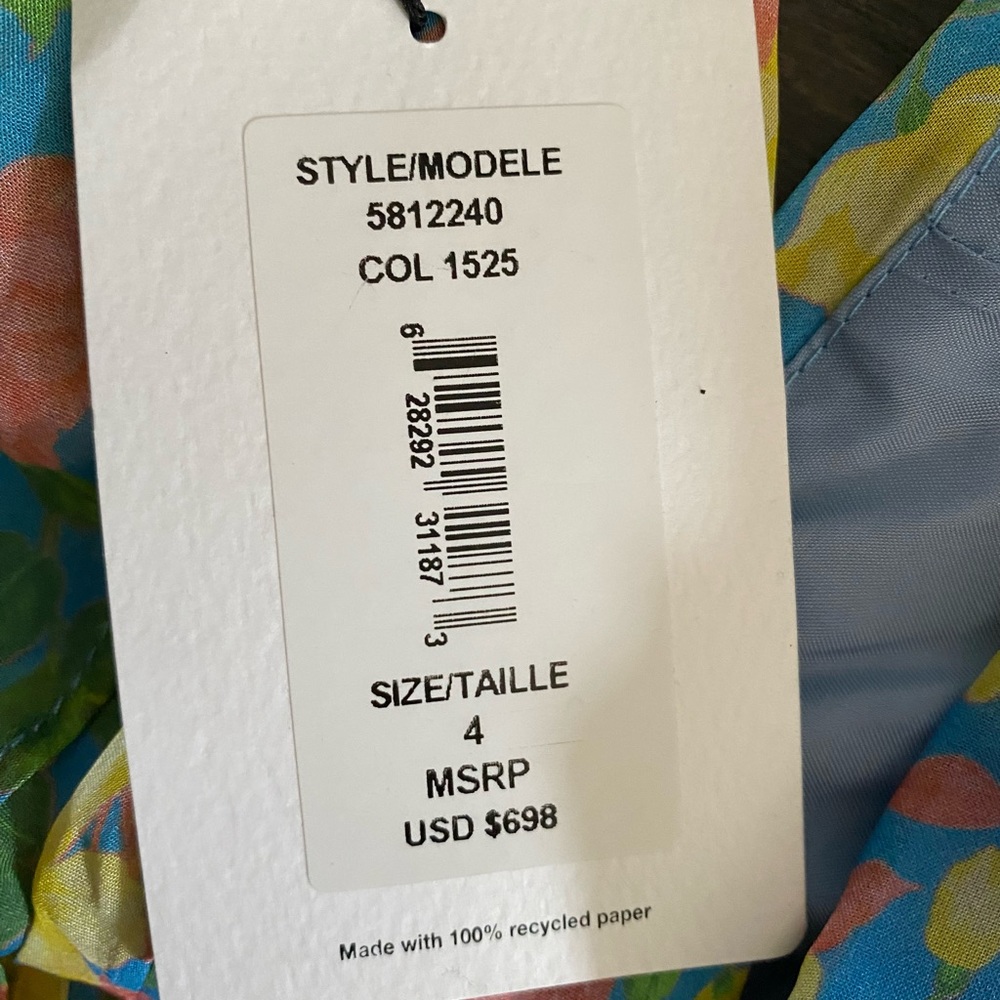 STYLE/MODELE
5812240
COL 1525
6 28292 31187 3
SIZE/TAILLE
4
MSRP
USD $698
Made with 100% recycled paper